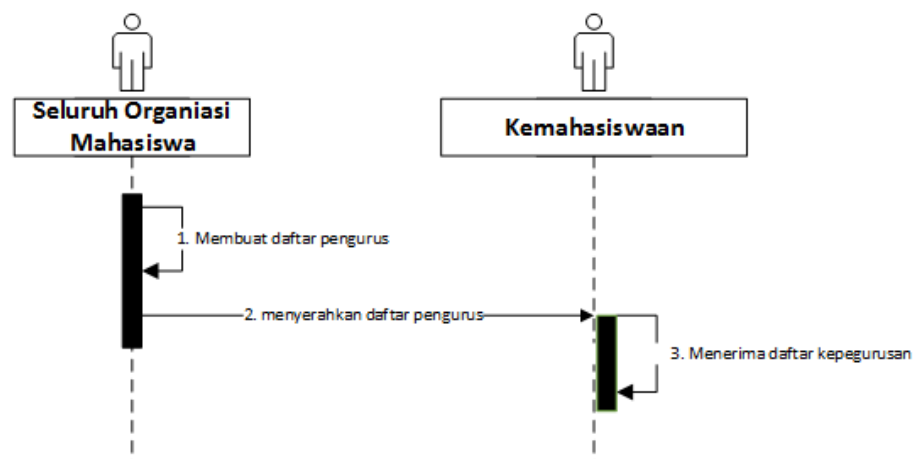 Seluruh Organiasi
Mahasiswa
Kemahasiswaan
1. Membuat daftar pengurus
2. menyerahkan daftar pengurus
3. Menerima daftar kepegurusan